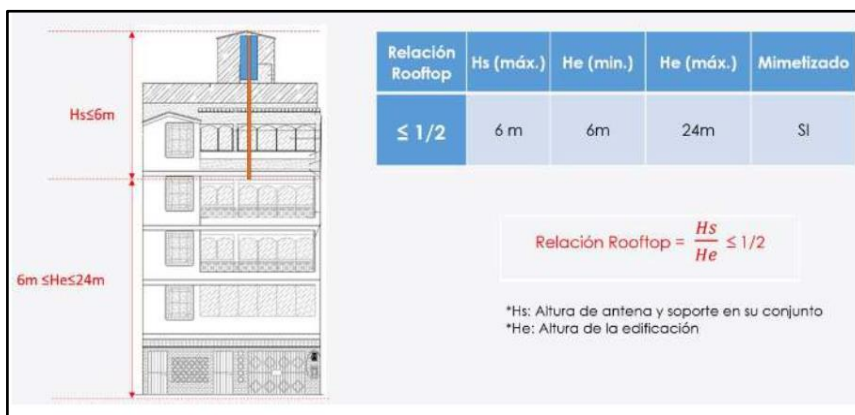 Hs≤6m
6m ≤He≤24m
Relación Rooftop Hs (máx.) He (min.) He (máx.) Mimetizado
≤ 1/2 6 m 6m 24m SI
Relación Rooftop = Hs/He ≤ 1/2
*Hs: Altura de antena y soporte en su conjunto
*He: Altura de la edificación